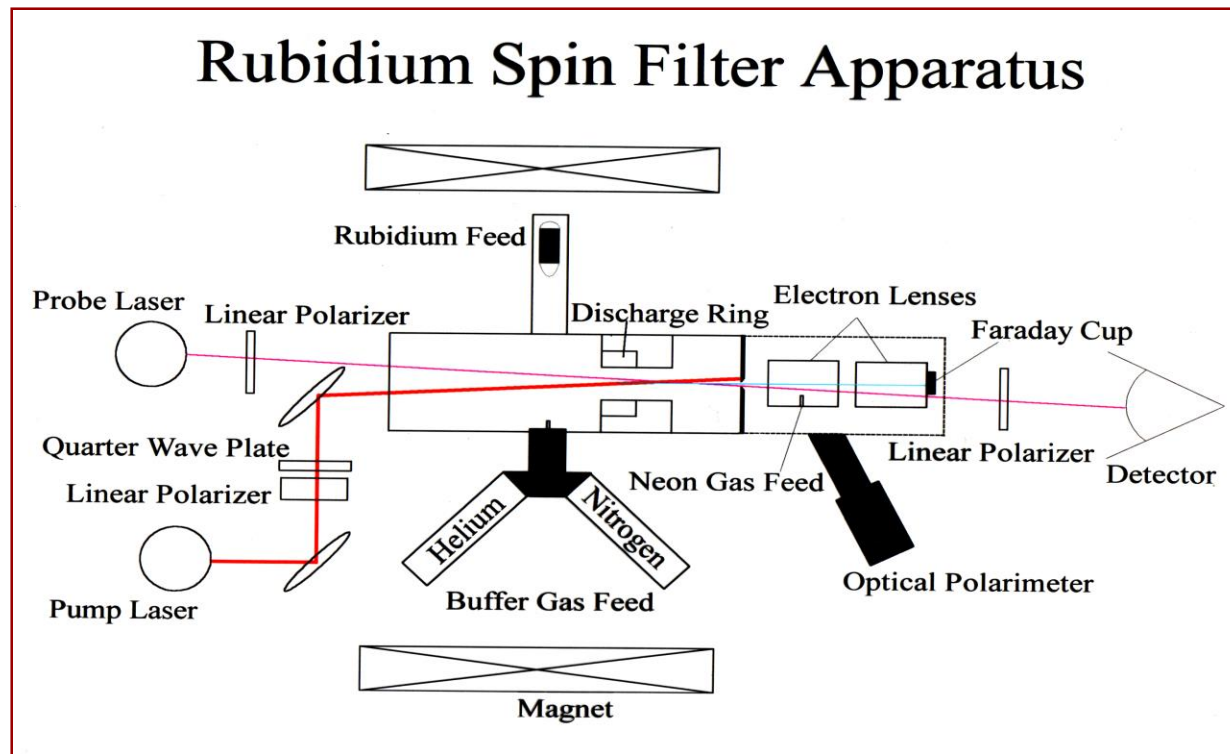 Rubidium Spin Filter Apparatus
Rubidium Feed
Probe Laser
Linear Polarizer
Discharge Ring
Electron Lenses
Faraday Cup
Quarter Wave Plate
Linear Polarizer
Pump Laser
Helium
Nitrogen
Buffer Gas Feed
Neon Gas Feed
Linear Polarizer
Detector
Optical Polarimeter
Magnet